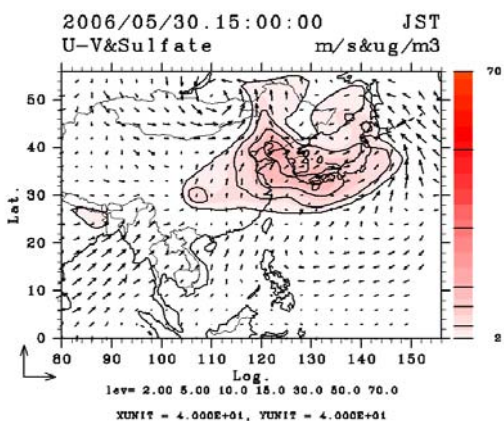 2006/05/30.15:00:00 JST
U-V&Sulfate m/s&ug/m3
70
50
40
30
20
10
0
Lat.
2
80 90 100 110 120 130 140 150
Log.
lev= 2.00 5.00 10.0 15.0 30.0 50.0 70.0
XUNIT = 4.000E+01, YUNIT = 4.000E+01